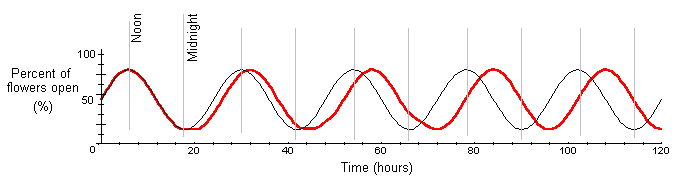 Noon
Midnight
100
Percent of
flowers open
50
(%)
0 20 40 60 80 100 120
Time (hours)